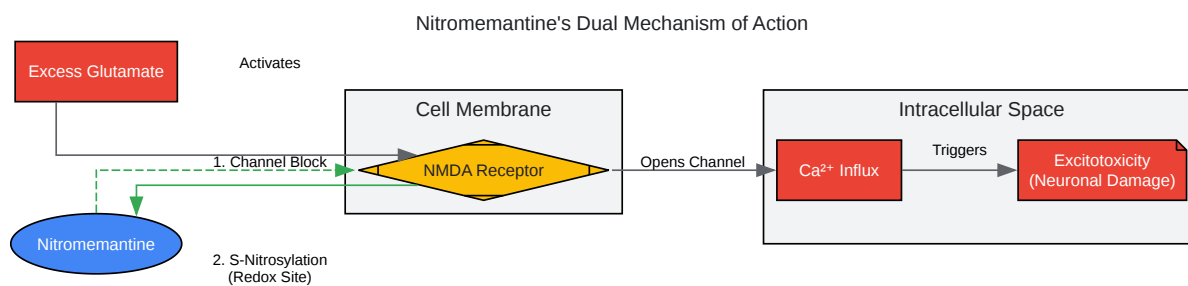 Nitromemantine's Dual Mechanism of Action
Excess Glutamate
Activates
Cell Membrane
Intracellular Space
1. Channel Block
NMDA Receptor
Opens Channel
Ca²⁺ Influx
Triggers
Excitotoxicity
(Neuronal Damage)
Nitromemantine
2. S-Nitrosylation
(Redox Site)